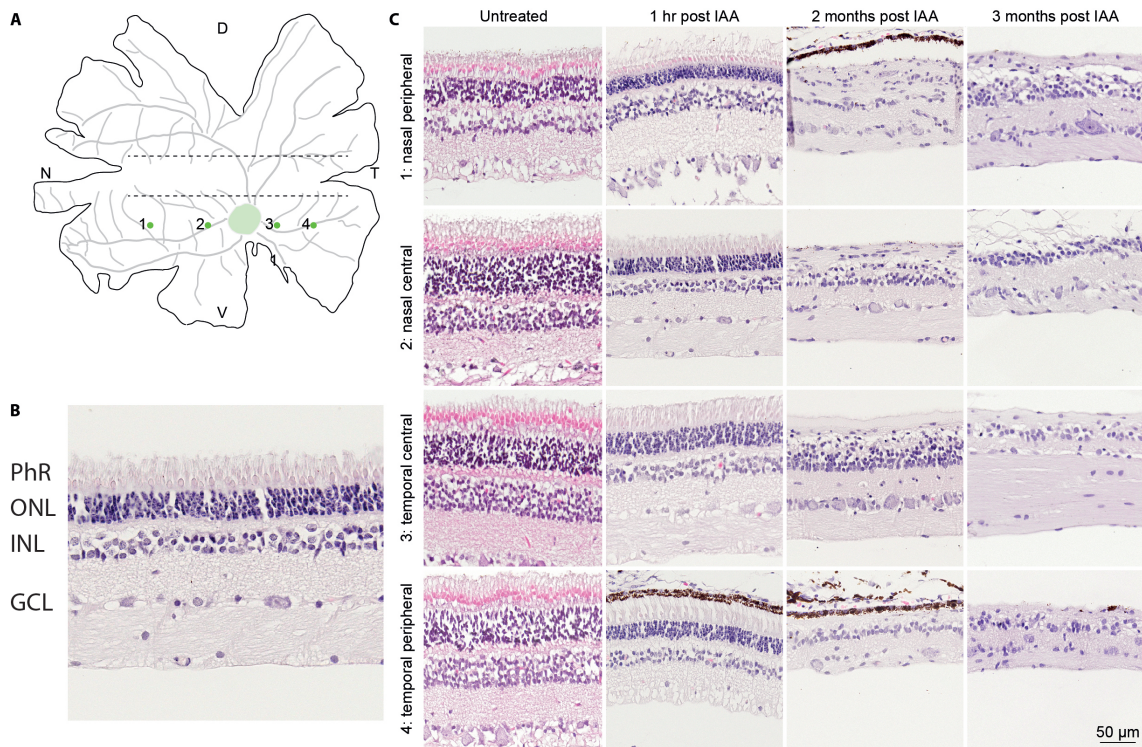 A
D
N
T
1
2
3
4
V
B
PhR
ONL
INL
GCL
C
Untreated
1 hr post IAA
2 months post IAA
3 months post IAA
1: nasal peripheral
2: nasal central
3: temporal central
4: temporal peripheral
50 µm